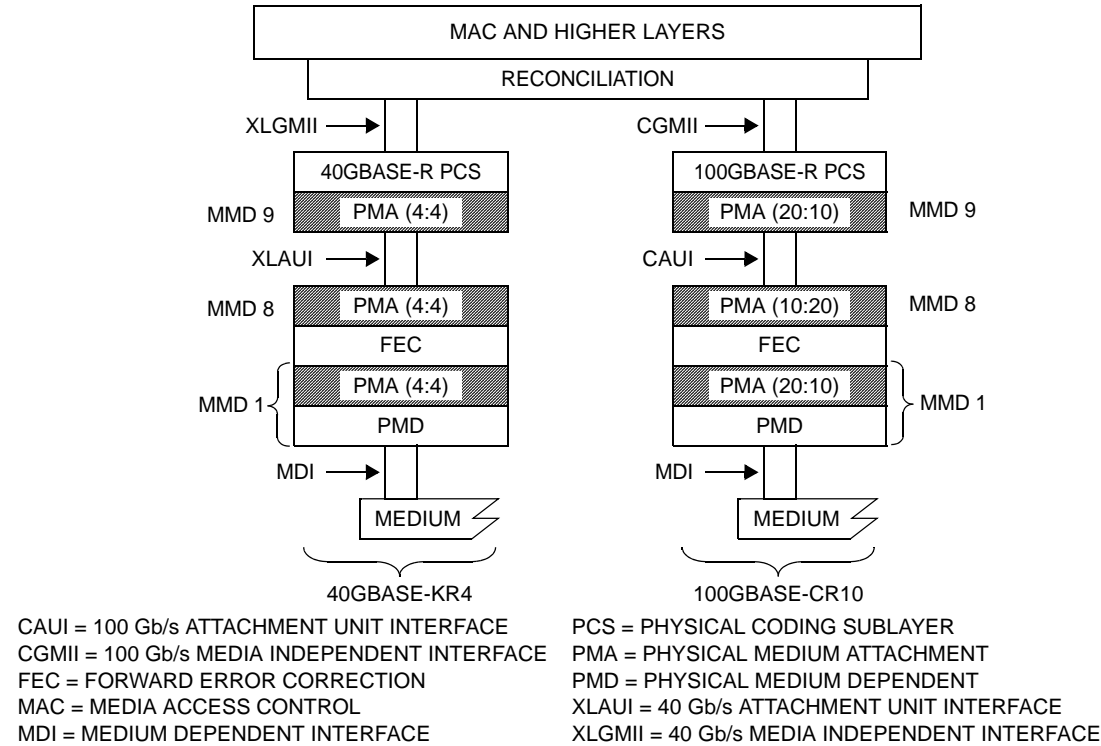 MAC AND HIGHER LAYERS
RECONCILIATION
XLGMII
CGMII
40GBASE-R PCS
100GBASE-R PCS
MMD 9
PMA (4:4)
PMA (20:10)
MMD 9
XLAUI
CAUI
MMD 8
PMA (4:4)
PMA (10:20)
MMD 8
FEC
FEC
MMD 1
PMA (4:4)
PMA (20:10)
MMD 1
PMD
PMD
MDI
MDI
MEDIUM
MEDIUM
40GBASE-KR4
100GBASE-CR10
CAUI = 100 Gb/s ATTACHMENT UNIT INTERFACE
CGMII = 100 Gb/s MEDIA INDEPENDENT INTERFACE
FEC = FORWARD ERROR CORRECTION
MAC = MEDIA ACCESS CONTROL
MDI = MEDIUM DEPENDENT INTERFACE
PCS = PHYSICAL CODING SUBLAYER
PMA = PHYSICAL MEDIUM ATTACHMENT
PMD = PHYSICAL MEDIUM DEPENDENT
XLAUI = 40 Gb/s ATTACHMENT UNIT INTERFACE
XLGMII = 40 Gb/s MEDIA INDEPENDENT INTERFACE